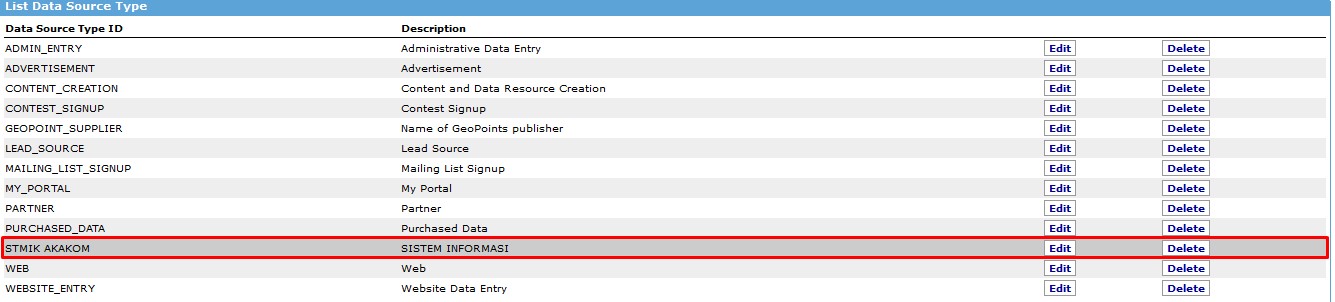 List Data Source Type
Data Source Type ID Description
ADMIN_ENTRY Administrative Data Entry Edit Delete
ADVERTISEMENT Advertisement Edit Delete
CONTENT_CREATION Content and Data Resource Creation Edit Delete
CONTEST_SIGNUP Contest Signup Edit Delete
GEOPOINT_SUPPLIER Name of GeoPoints publisher Edit Delete
LEAD_SOURCE Lead Source Edit Delete
MAILING_LIST_SIGNUP Mailing List Signup Edit Delete
MY_PORTAL My Portal Edit Delete
PARTNER Partner Edit Delete
PURCHASED_DATA Purchased Data Edit Delete
STMIK AKAKOM SISTEM INFORMASI Edit Delete
WEB Web Edit Delete
WEBSITE_ENTRY Website Data Entry Edit Delete